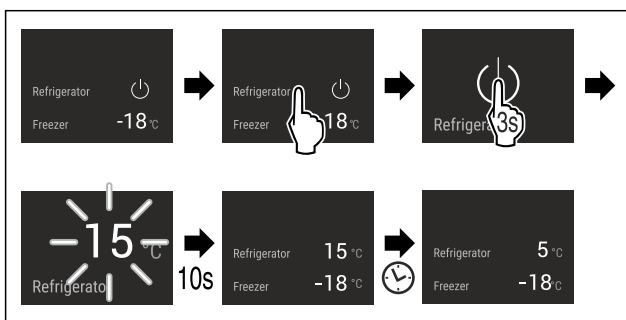 Refrigerator
Freezer -18 °C
Refrigerator
Freezer 18 °C
Refrigera 3s
15 °C
Refrigerato
10s
Refrigerator 15 °C
Freezer -18 °C
Refrigerator 5 °C
Freezer -18 °C